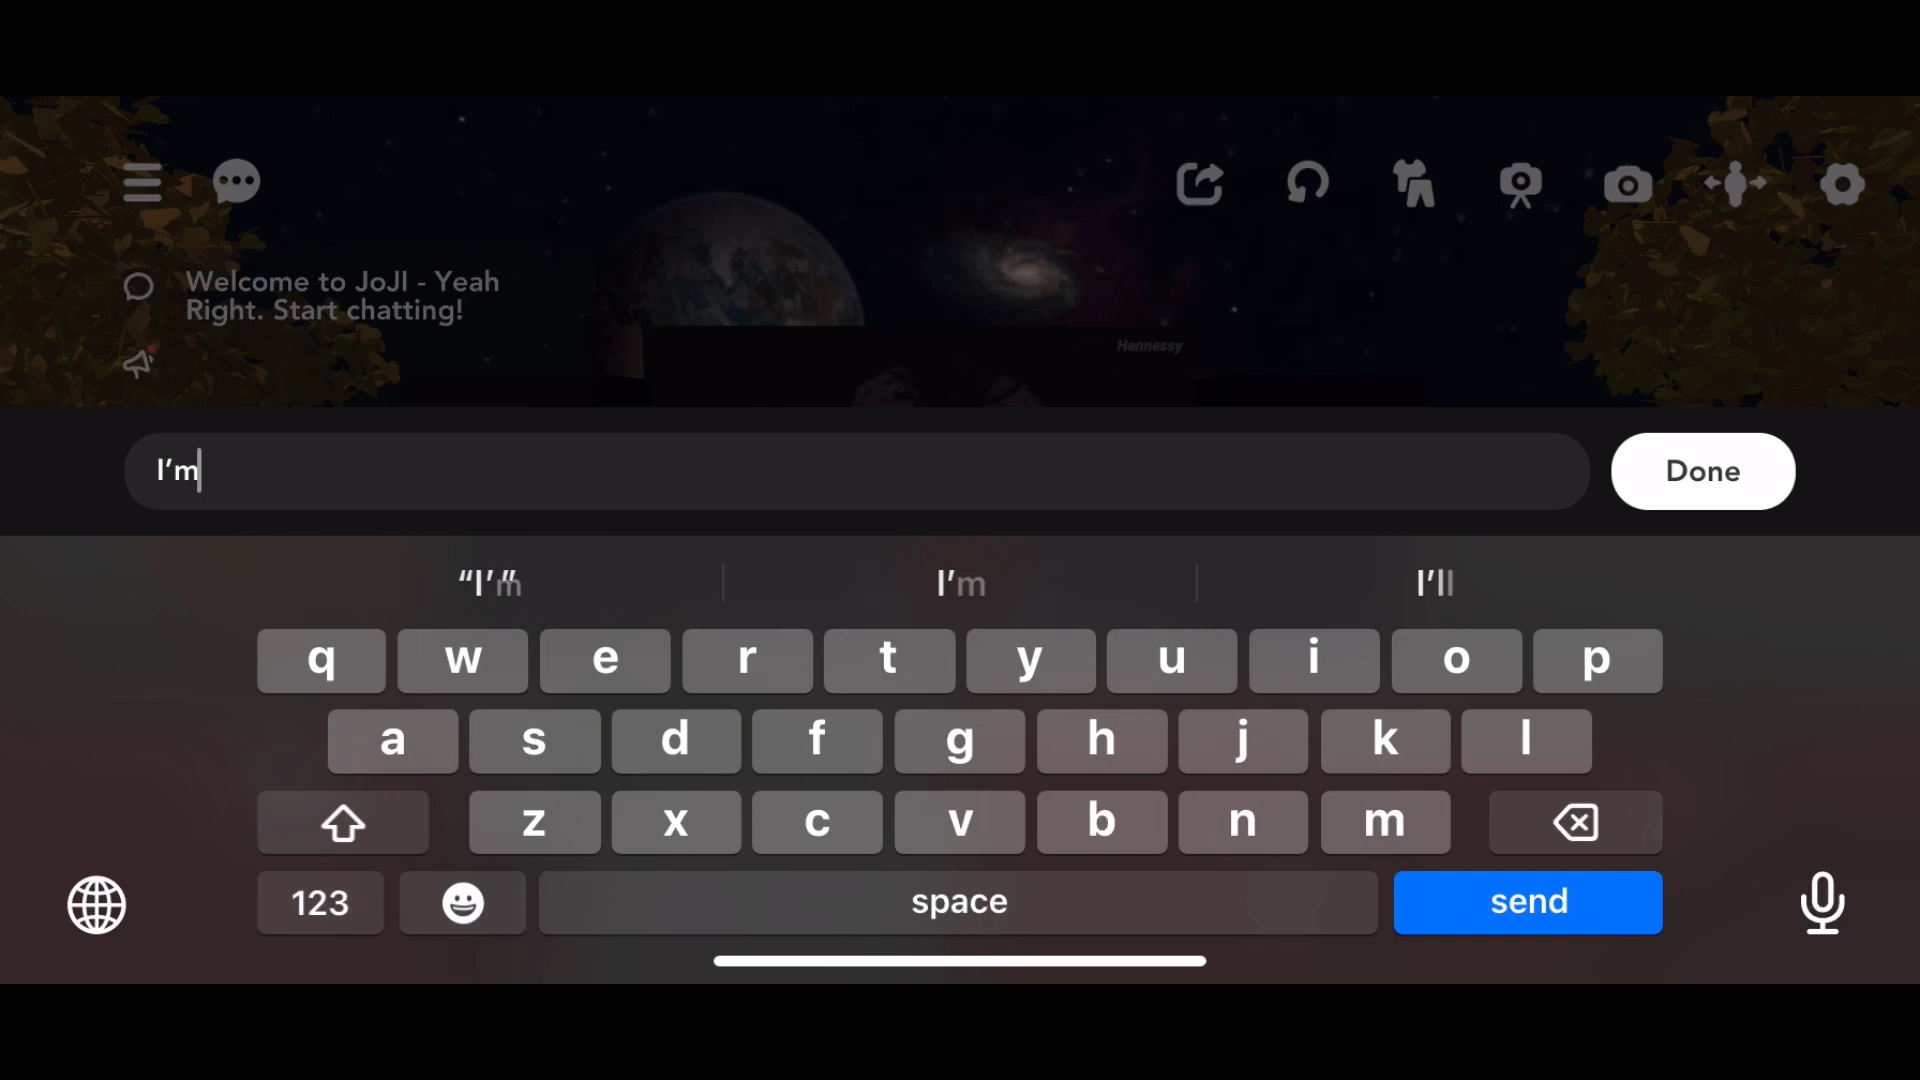 Welcome to JoJI - Yeah
Right. Start chatting!
Hennessy
I’m
Done
“I’m” I’m I’ll
q w e r t y u i o p
a s d f g h j k l
z x c v b n m
123 space send